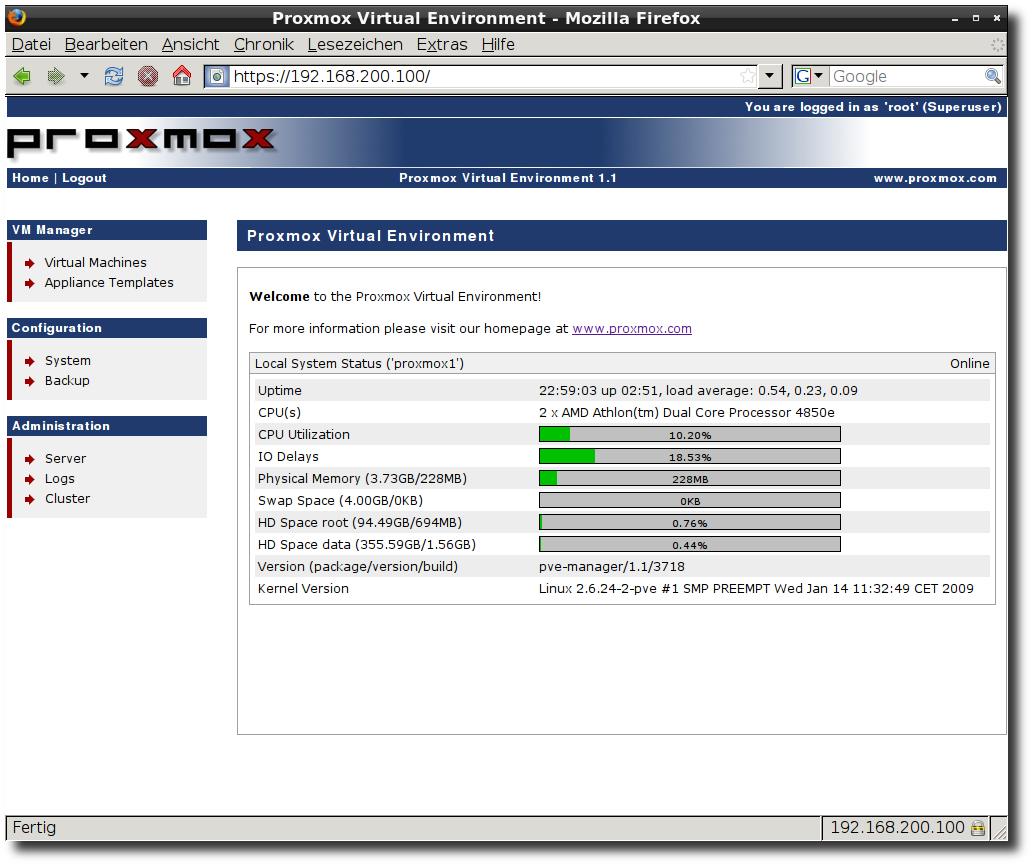 Proxmox Virtual Environment - Mozilla Firefox
Datei Bearbeiten Ansicht Chronik Lesezeichen Extras Hilfe
https://192.168.200.100/ G Google
You are logged in as 'root' (Superuser)
proxmox
Home | Logout Proxmox Virtual Environment 1.1 www.proxmox.com
VM Manager
Virtual Machines
Appliance Templates
Configuration
System
Backup
Administration
Server
Logs
Cluster
Proxmox Virtual Environment
Welcome to the Proxmox Virtual Environment!
For more information please visit our homepage at www.proxmox.com
Local System Status ('proxmox1') Online
Uptime 22:59:03 up 02:51, load average: 0.54, 0.23, 0.09
CPU(s) 2 x AMD Athlon(tm) Dual Core Processor 4850e
CPU Utilization 10.20%
IO Delays 18.53%
Physical Memory (3.73GB/228MB) 228MB
Swap Space (4.00GB/0KB) 0KB
HD Space root (94.49GB/694MB) 0.76%
HD Space data (355.59GB/1.56GB) 0.44%
Version (package/version/build) pve-manager/1.1/3718
Kernel Version Linux 2.6.24-2-pve #1 SMP PREEMPT Wed Jan 14 11:32:49 CET 2009
Fertig 192.168.200.100